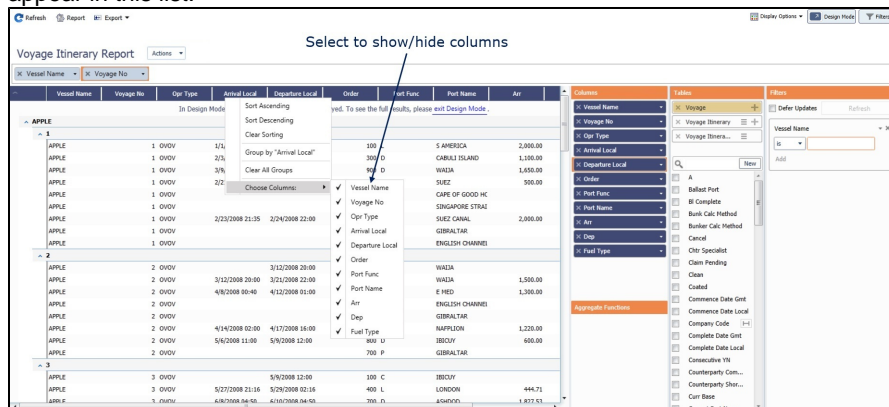 appear in this list.
Refresh Report Export Display Options Design Mode Filters
Voyage Itinerary Report Actions
Select to show/hide columns
Vessel Name Voyage No
Vessel Name Voyage No Opr Type Arrival Local Departure Local Order Port Func Port Name Arr
In Design Mode yed. To see the full results, please exit Design Mode .
APPLE
1
APPLE 1 OVOV 1/1/ 100 L S AMERICA 2,000.00
APPLE 1 OVOV 2/3/ 300 D CABULI ISLAND 1,100.00
APPLE 1 OVOV 3/9/ 900 D WAIJA 1,650.00
APPLE 1 OVOV 2/2 SUEZ 500.00
APPLE 1 OVOV CAPE OF GOOD HC
APPLE 1 OVOV SINGAPORE STRAI
APPLE 1 OVOV 2/23/2008 21:35 2/24/2008 22:00 SUEZ CANAL 2,000.00
APPLE 1 OVOV GIBRALTAR
APPLE 1 OVOV ENGLISH CHANNEL
2
APPLE 2 OVOV 3/12/2008 20:00 WAIJA
APPLE 2 OVOV 3/12/2008 20:00 3/21/2008 22:00 WAIJA 1,500.00
APPLE 2 OVOV 4/8/2008 00:40 4/12/2008 01:00 E MED 1,300.00
APPLE 2 OVOV ENGLISH CHANNEL
APPLE 2 OVOV GIBRALTAR
APPLE 2 OVOV 4/14/2008 02:00 4/17/2008 16:00 NAFPLION 1,220.00
APPLE 2 OVOV 5/6/2008 11:00 5/9/2008 12:00 800 D IBICUY 600.00
APPLE 2 OVOV 700 P GIBRALTAR
3
APPLE 3 OVOV 5/9/2008 12:00 100 C IBICUY
APPLE 3 OVOV 5/27/2008 21:16 5/29/2008 02:16 400 L LONDON 444.71
APPLE 3 OVOV 6/8/2008 04:50 6/10/2008 04:50 700 D ASHDOD 1,827.53
Sort Ascending
Sort Descending
Clear Sorting
Group by "Arrival Local"
Clear All Groups
Choose Columns:
Vessel Name
Voyage No
Opr Type
Arrival Local
Departure Local
Order
Port Func
Port Name
Arr
Dep
Fuel Type
Columns
Vessel Name
Voyage No
Opr Type
Arrival Local
Departure Local
Order
Port Func
Port Name
Arr
Dep
Fuel Type
Aggregate Functions
Tables
Voyage
Voyage Itinerary
Voyage Itinera...
New
A
Ballast Port
Bl Complete
Bunk Calc Method
Bunker Calc Method
Cancel
Chtr Specialist
Claim Pending
Clean
Coated
Commence Date Gmt
Commence Date Local
Company Code
Complete Date Gmt
Complete Date Local
Consecutive YN
Counterparty Com...
Counterparty Shor...
Curr Base
Filters
Defer Updates Refresh
Vessel Name
is
Add